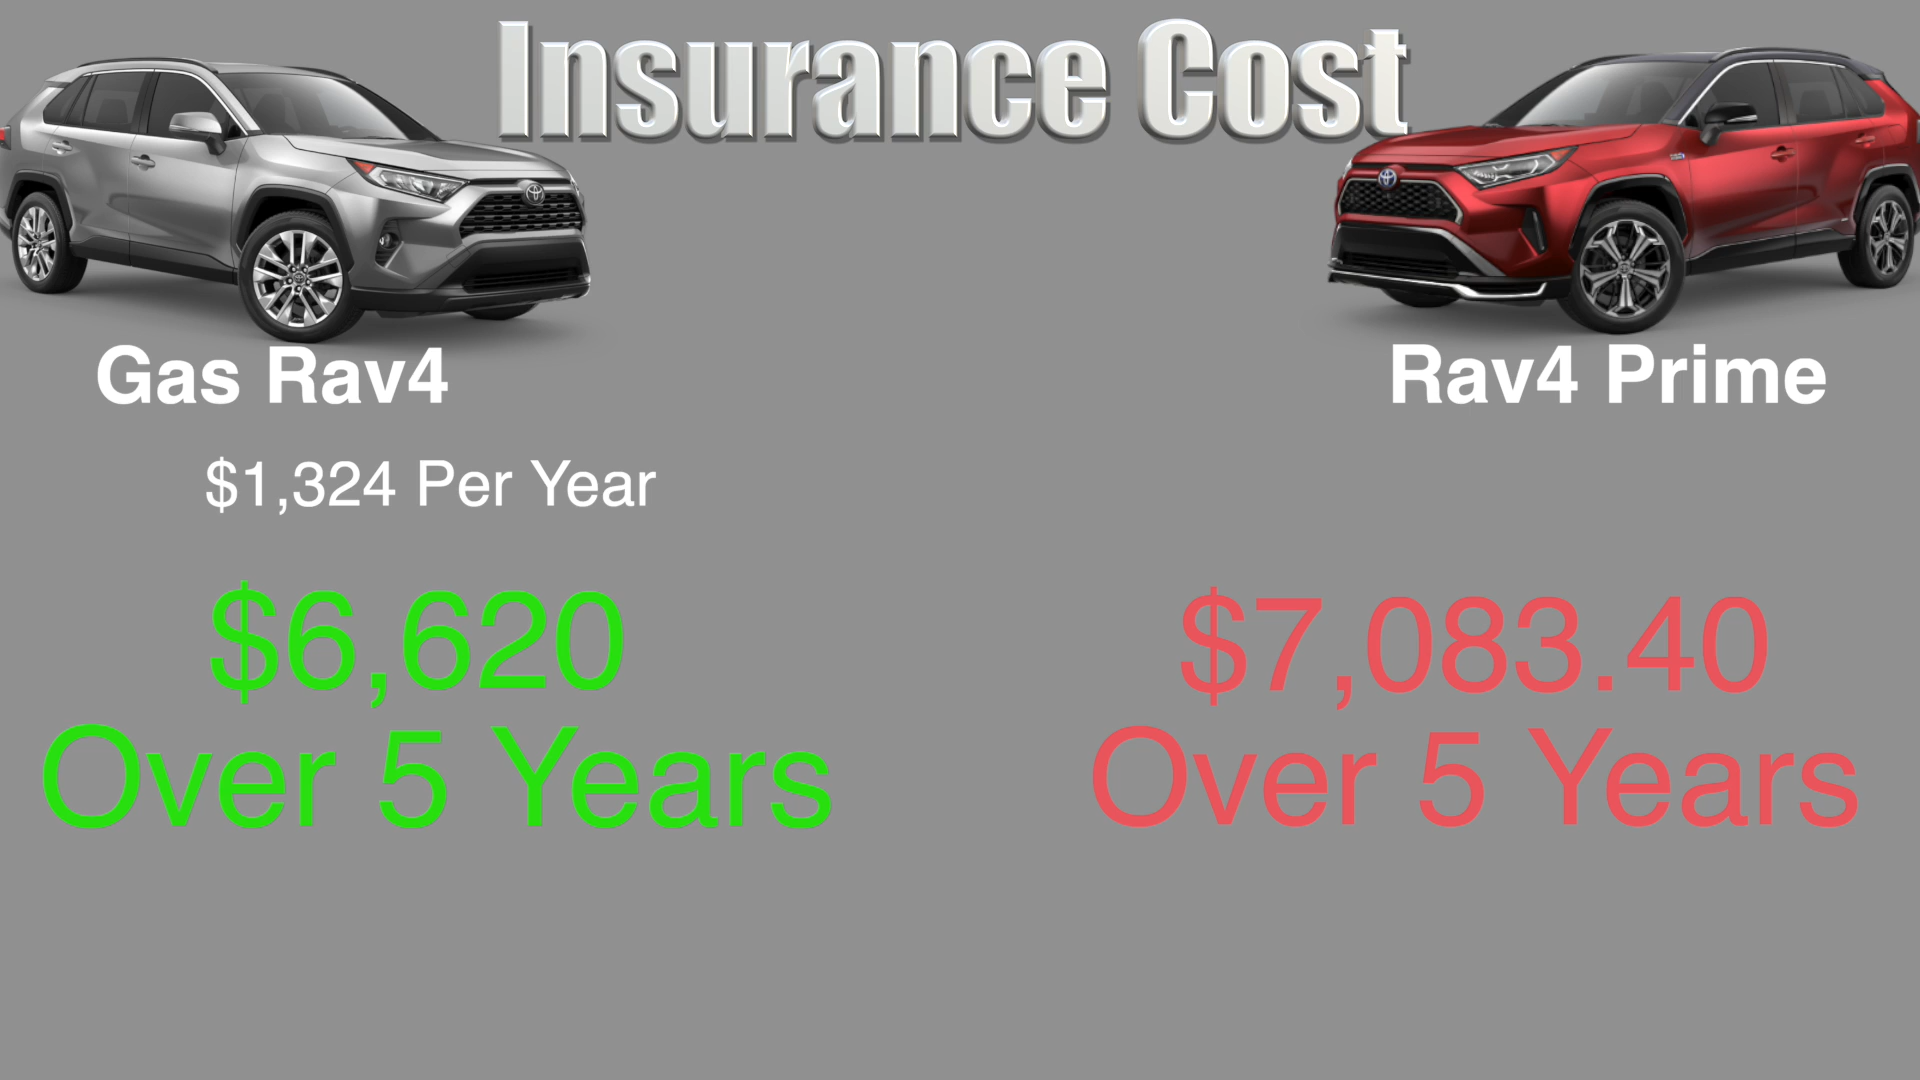 Insurance Cost
Gas Rav4
Rav4 Prime
$1,324 Per Year
$6,620
Over 5 Years
$7,083.40
Over 5 Years